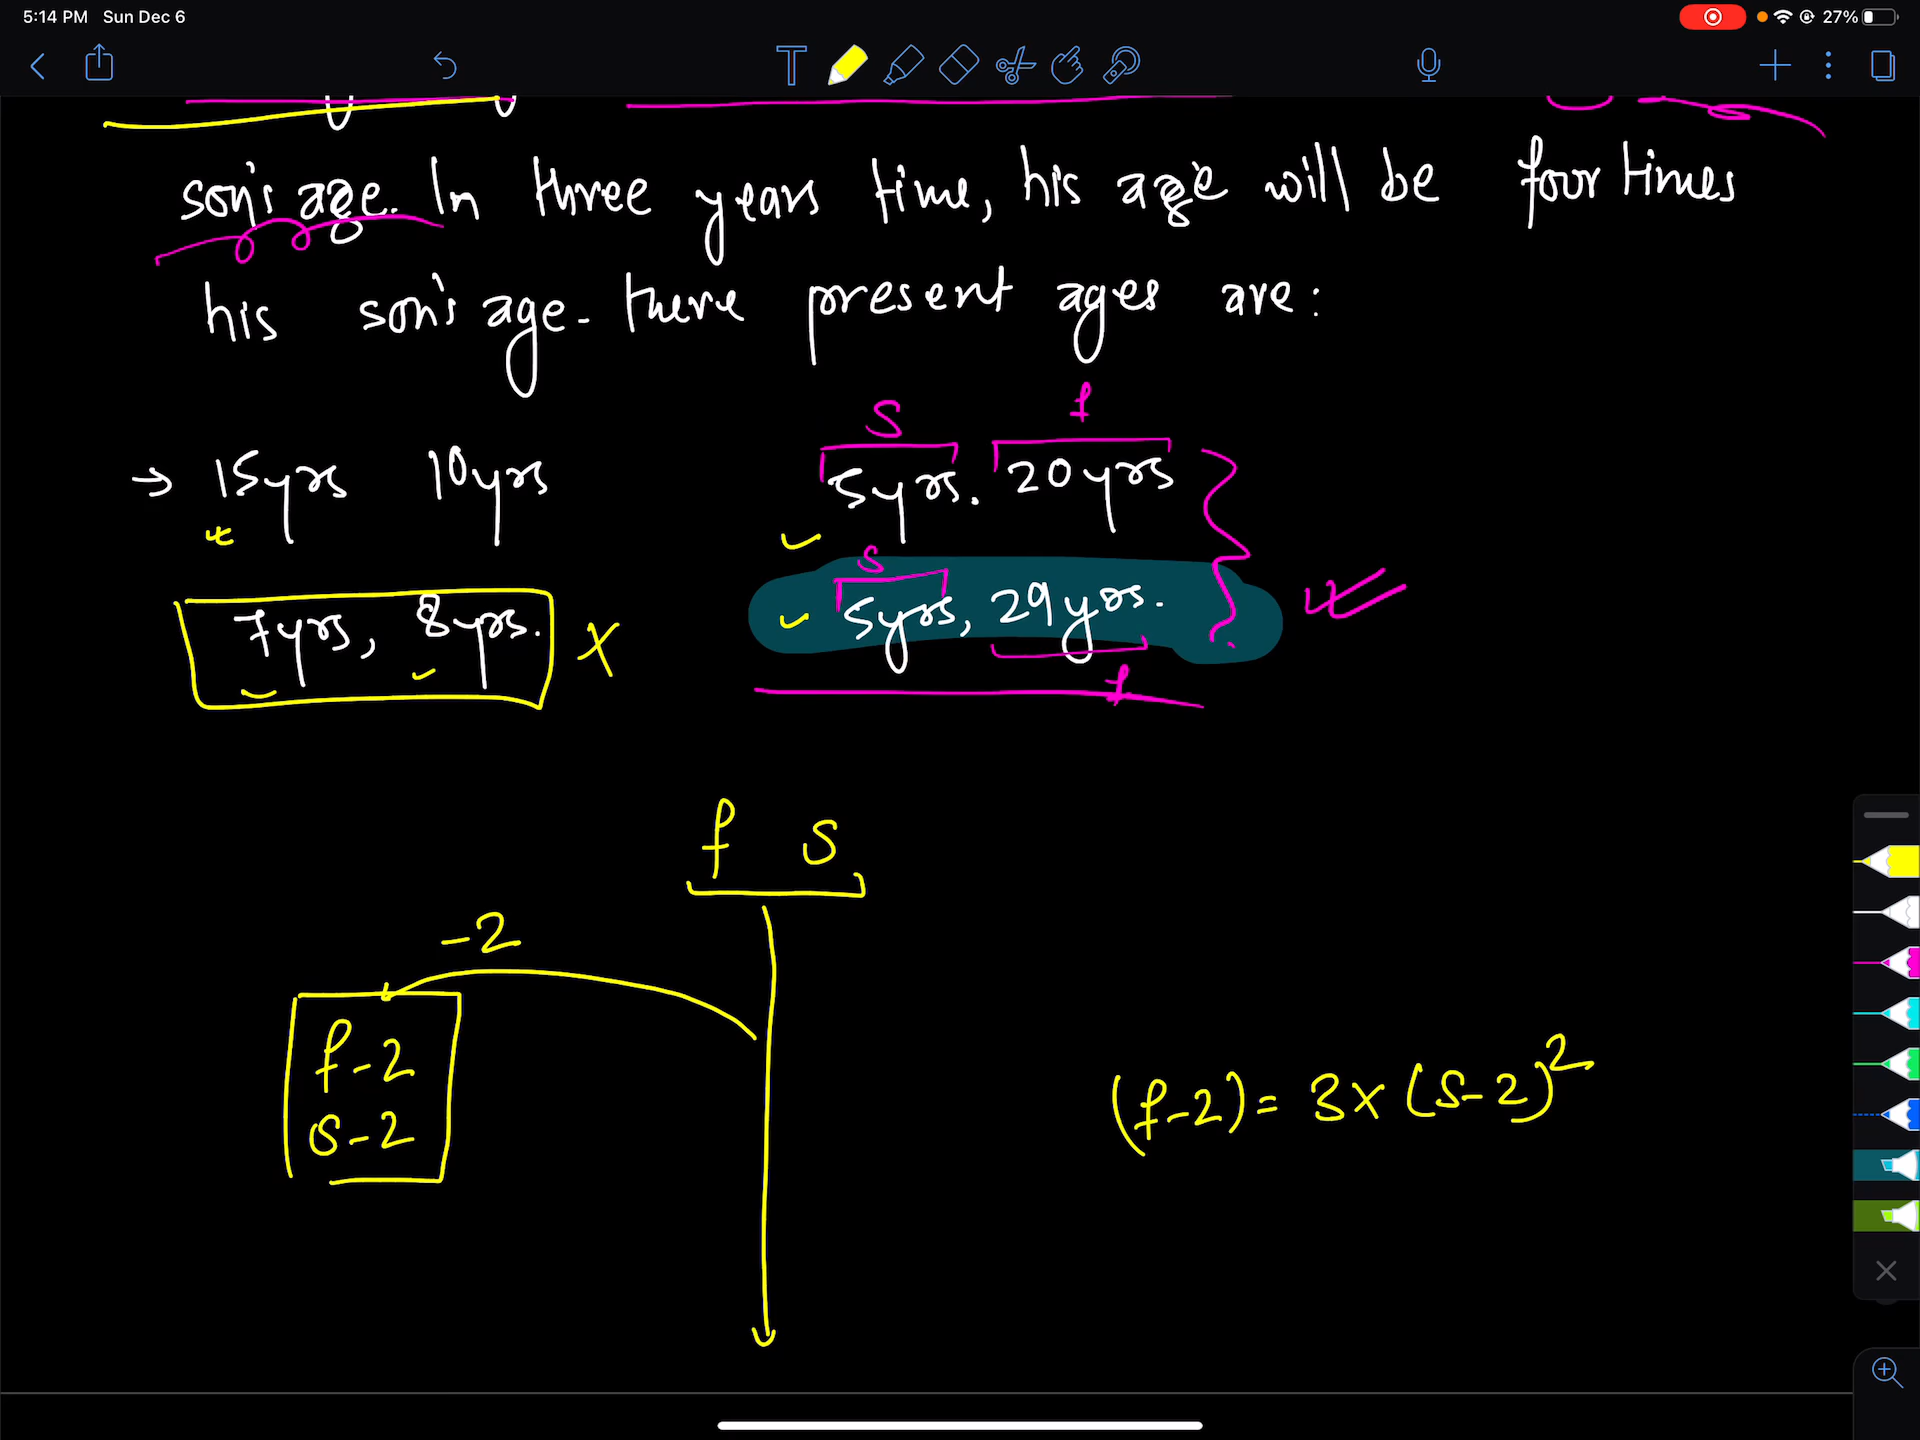 5:14 PM Sun Dec 6
27%
son's age. In three years time, his age will be four times
his son's age. there present ages are:
S f
→ 15yrs 10yrs 5yrs. 20yrs
S
7yrs, 8yrs. X 5yrs, 29yrs.
f
f S
-2
f-2
S-2
(f-2) = 3x (S-2)²